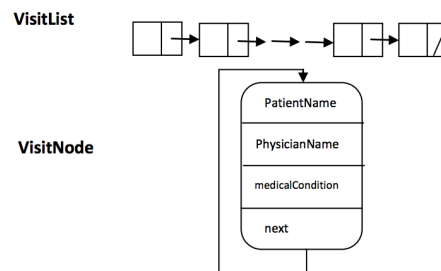 VisitList
PatientName
PhysicianName
VisitNode
medicalCondition
next